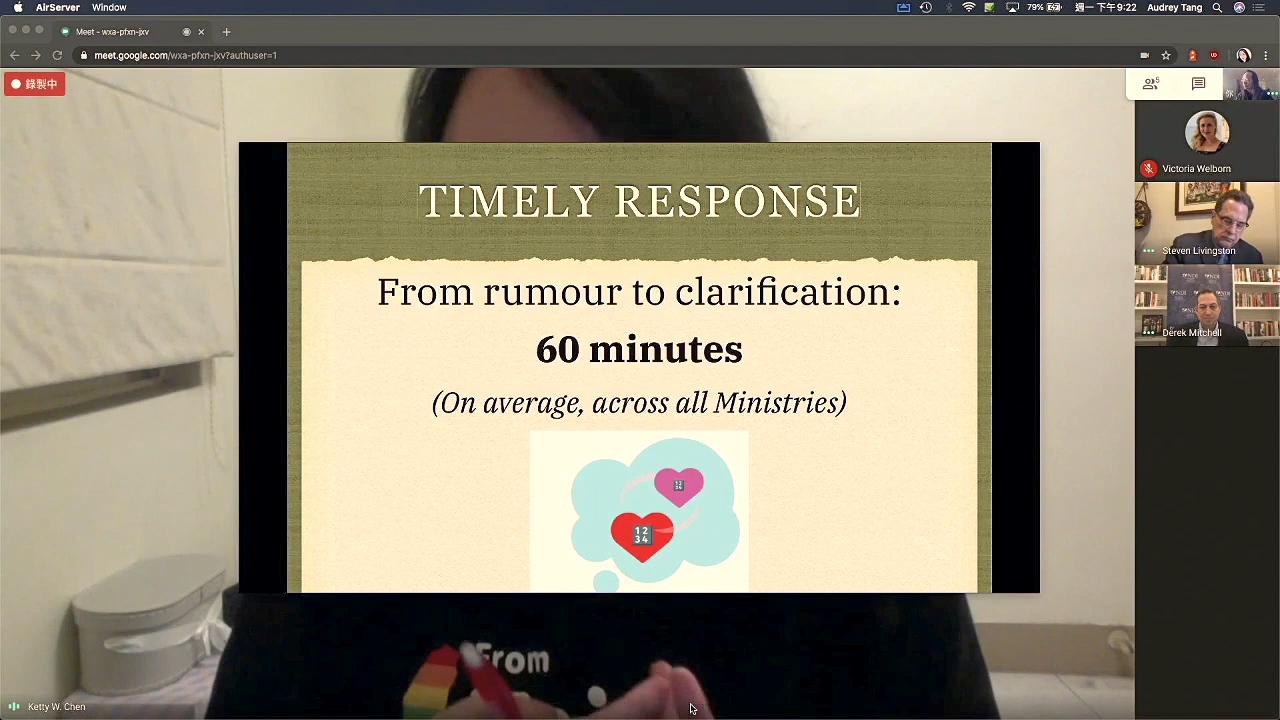 AirServer Window
79% 週一 下午9:22 Audrey Tang
Meet - wxa-pfxn-jxv
meet.google.com/wxa-pfxn-jxv?authuser=1
錄製中
5
Victoria Welborn
Steven Livingston
Derek Mitchell
TIMELY RESPONSE
From rumour to clarification:
60 minutes
(On average, across all Ministries)
12
34
12
34
From
Ketty W. Chen